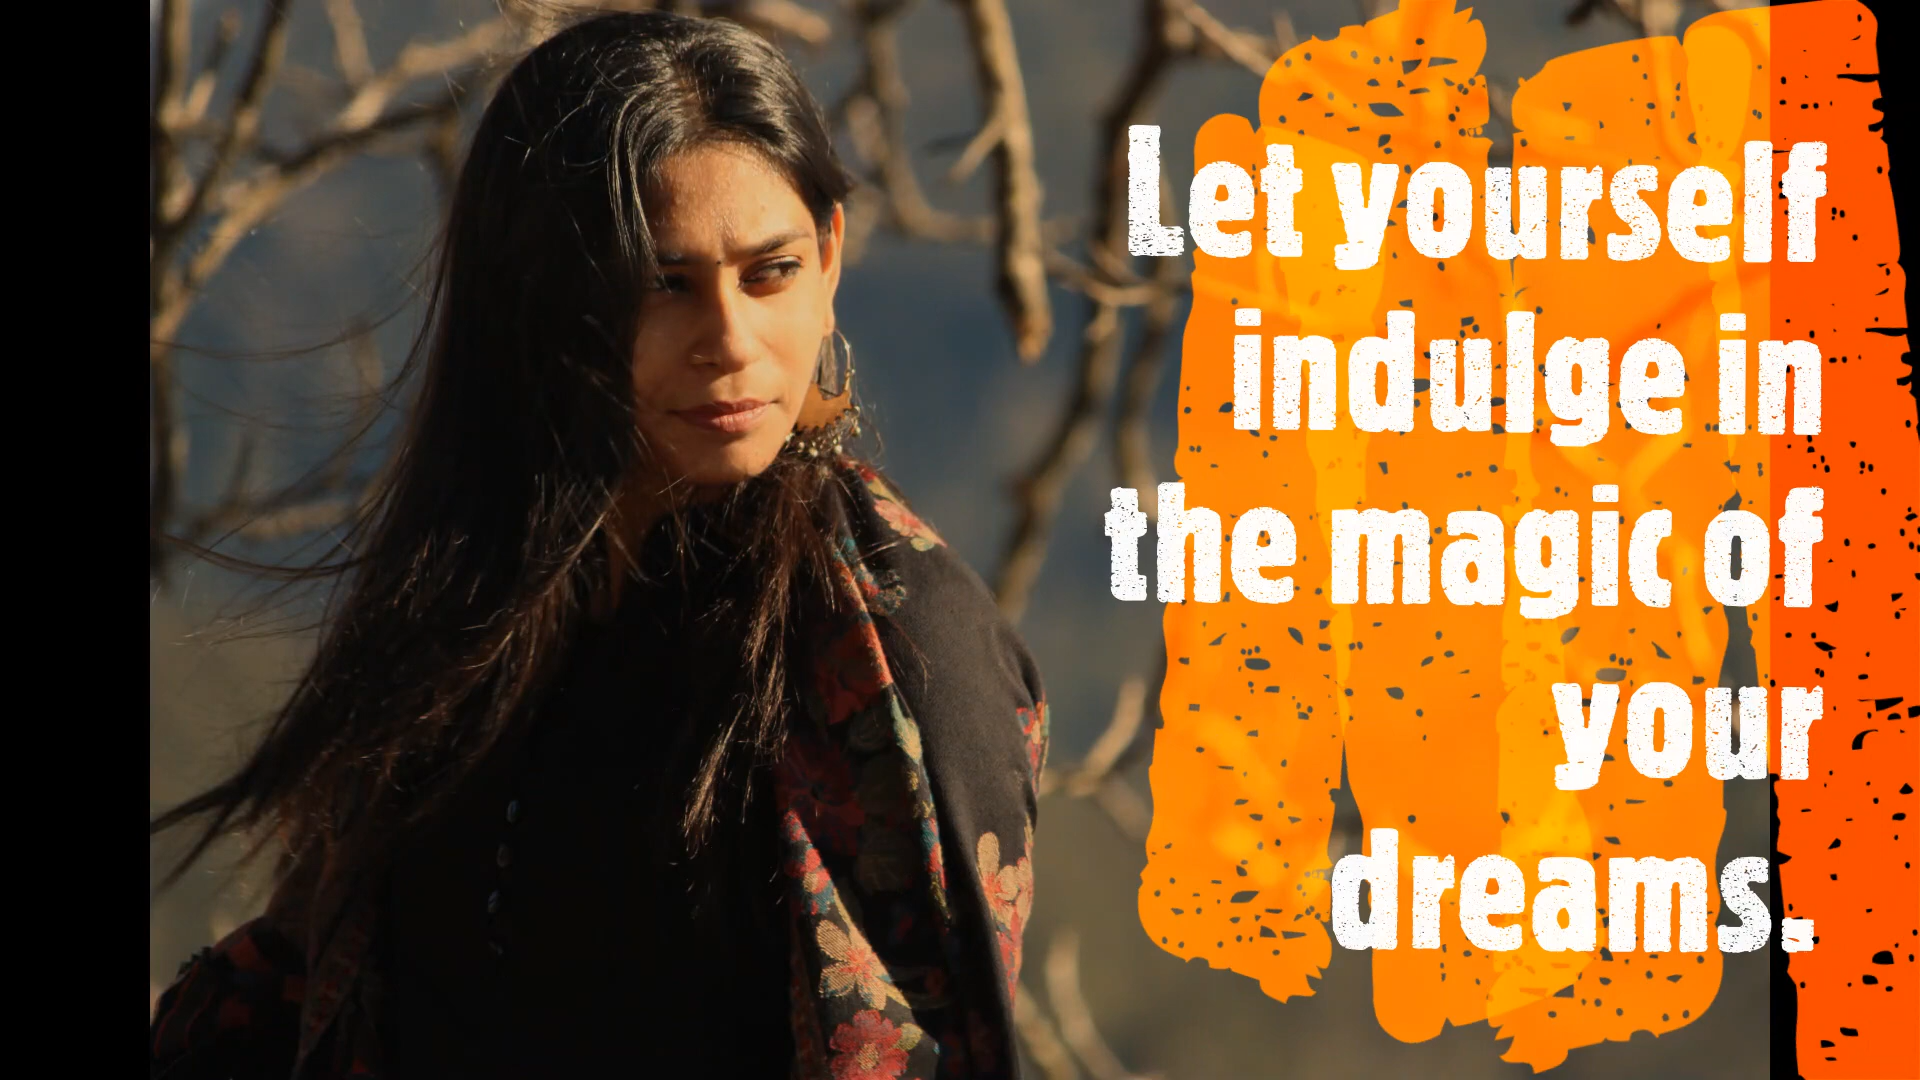 Let yourself
indulge in
the magic of
your
dreams.